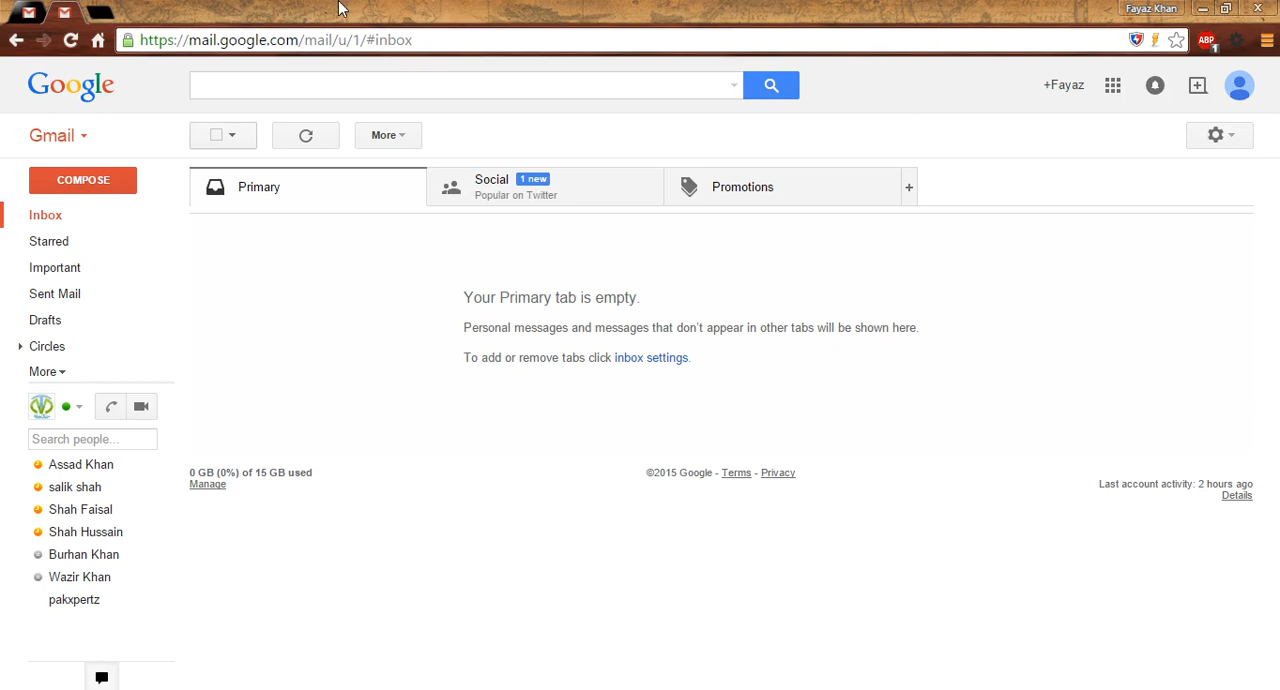 Fayaz Khan
https://mail.google.com/mail/u/1/#inbox
ABP
1
Google
+Fayaz
Gmail
More
COMPOSE
Primary
Social 1 new
Popular on Twitter
Promotions
+
Inbox
Starred
Important
Sent Mail
Drafts
Circles
More
Your Primary tab is empty.
Personal messages and messages that don't appear in other tabs will be shown here.
To add or remove tabs click inbox settings.
Search people...
Assad Khan
salik shah
Shah Faisal
Shah Hussain
Burhan Khan
Wazir Khan
pakxpertz
0 GB (0%) of 15 GB used
Manage
©2015 Google - Terms - Privacy
Last account activity: 2 hours ago
Details